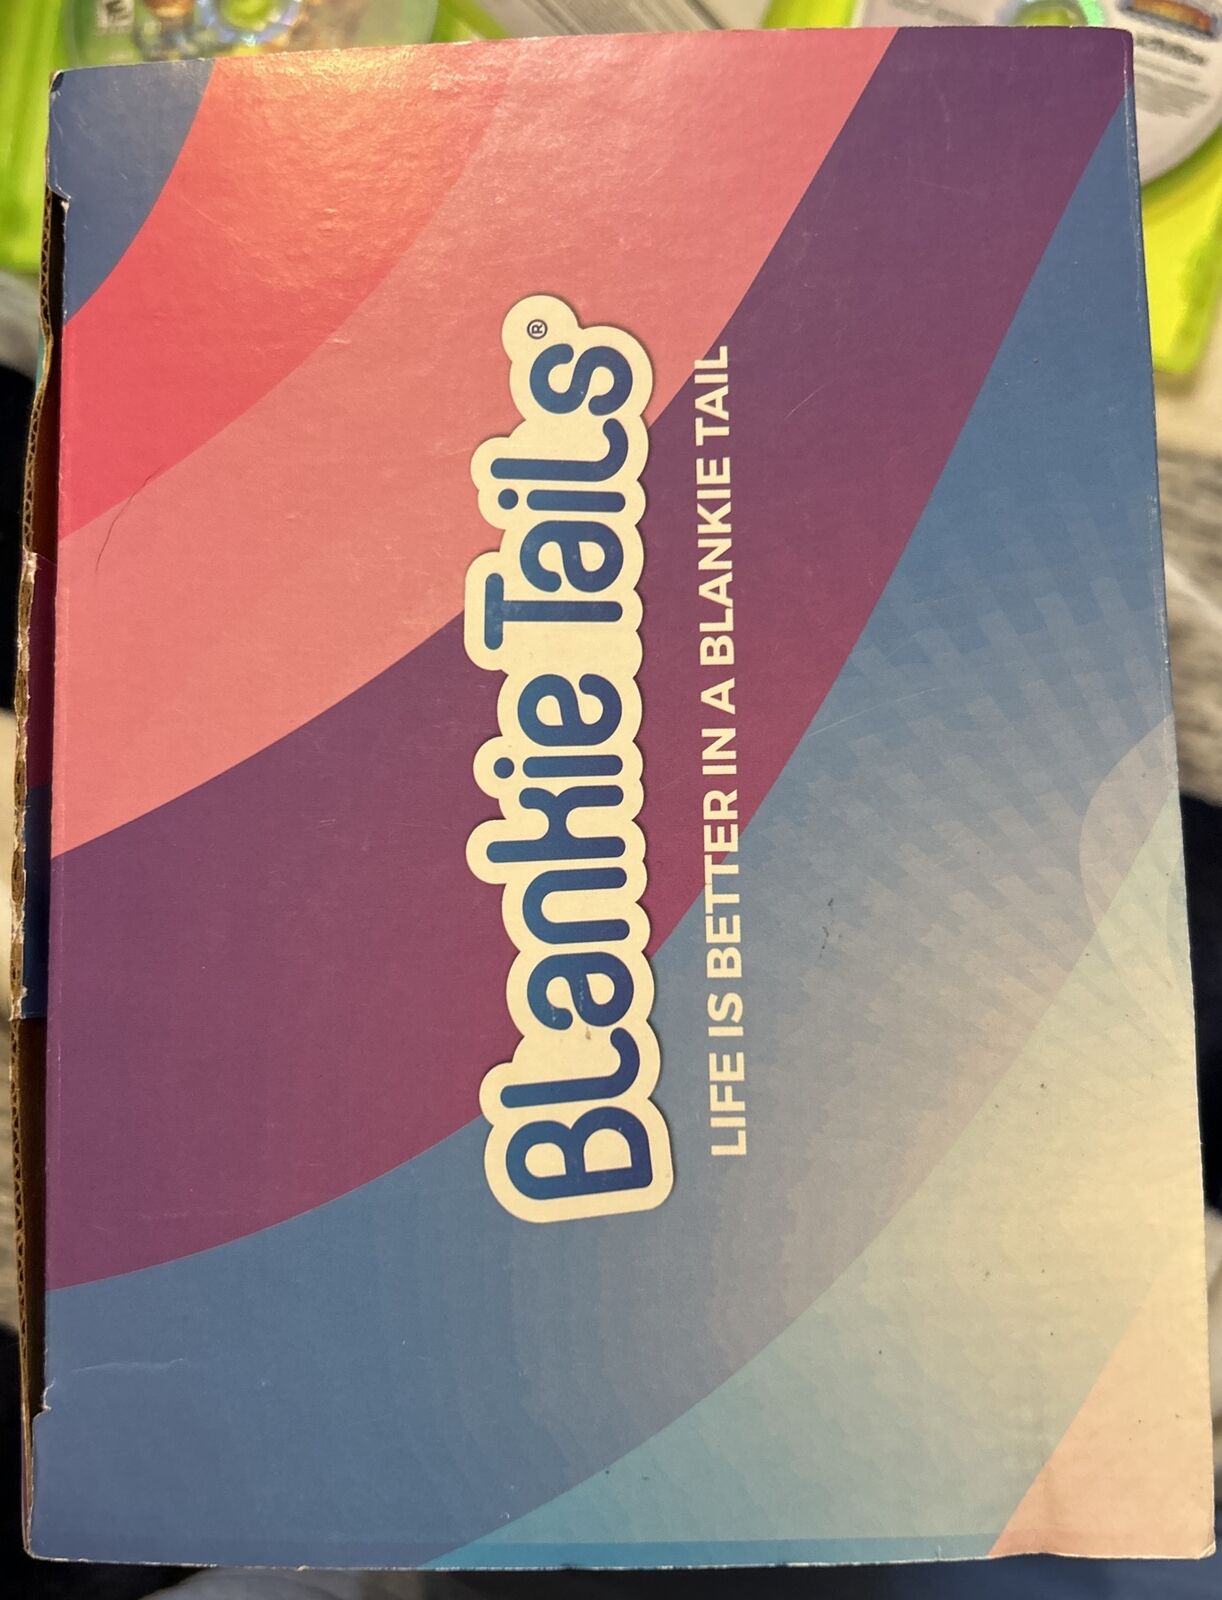 Blankie Tails®
LIFE IS BETTER IN A BLANKIE TAIL